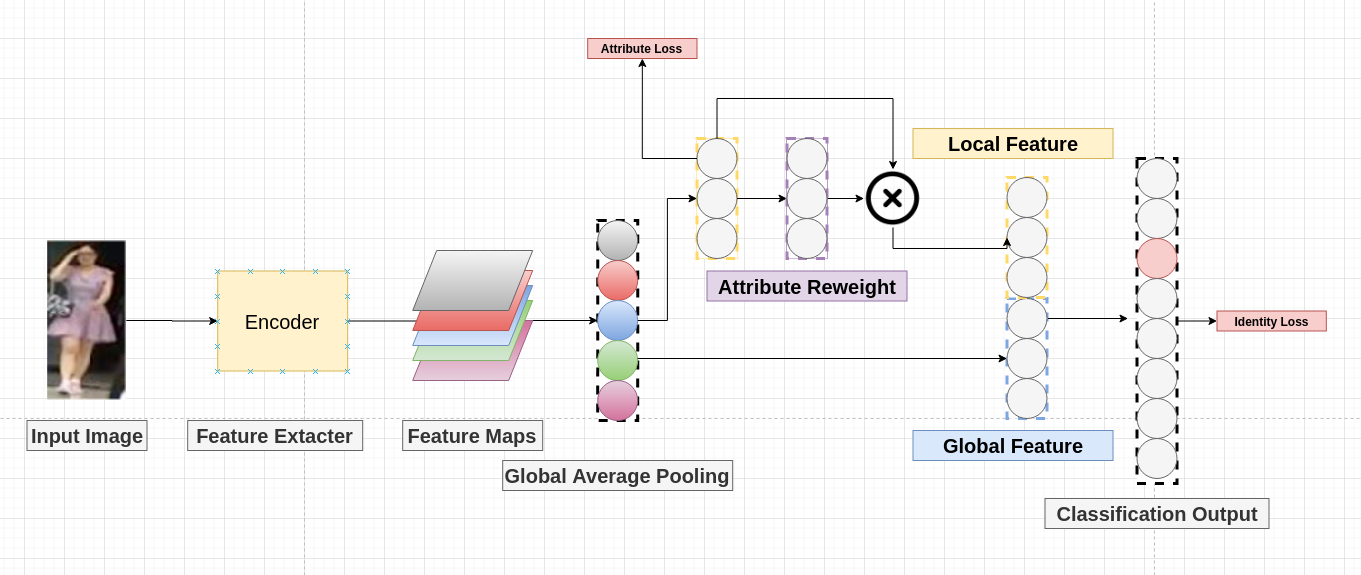 Attribute Loss
Local Feature
Attribute Reweight
Encoder
Identity Loss
Input Image
Feature Extacter
Feature Maps
Global Feature
Global Average Pooling
Classification Output